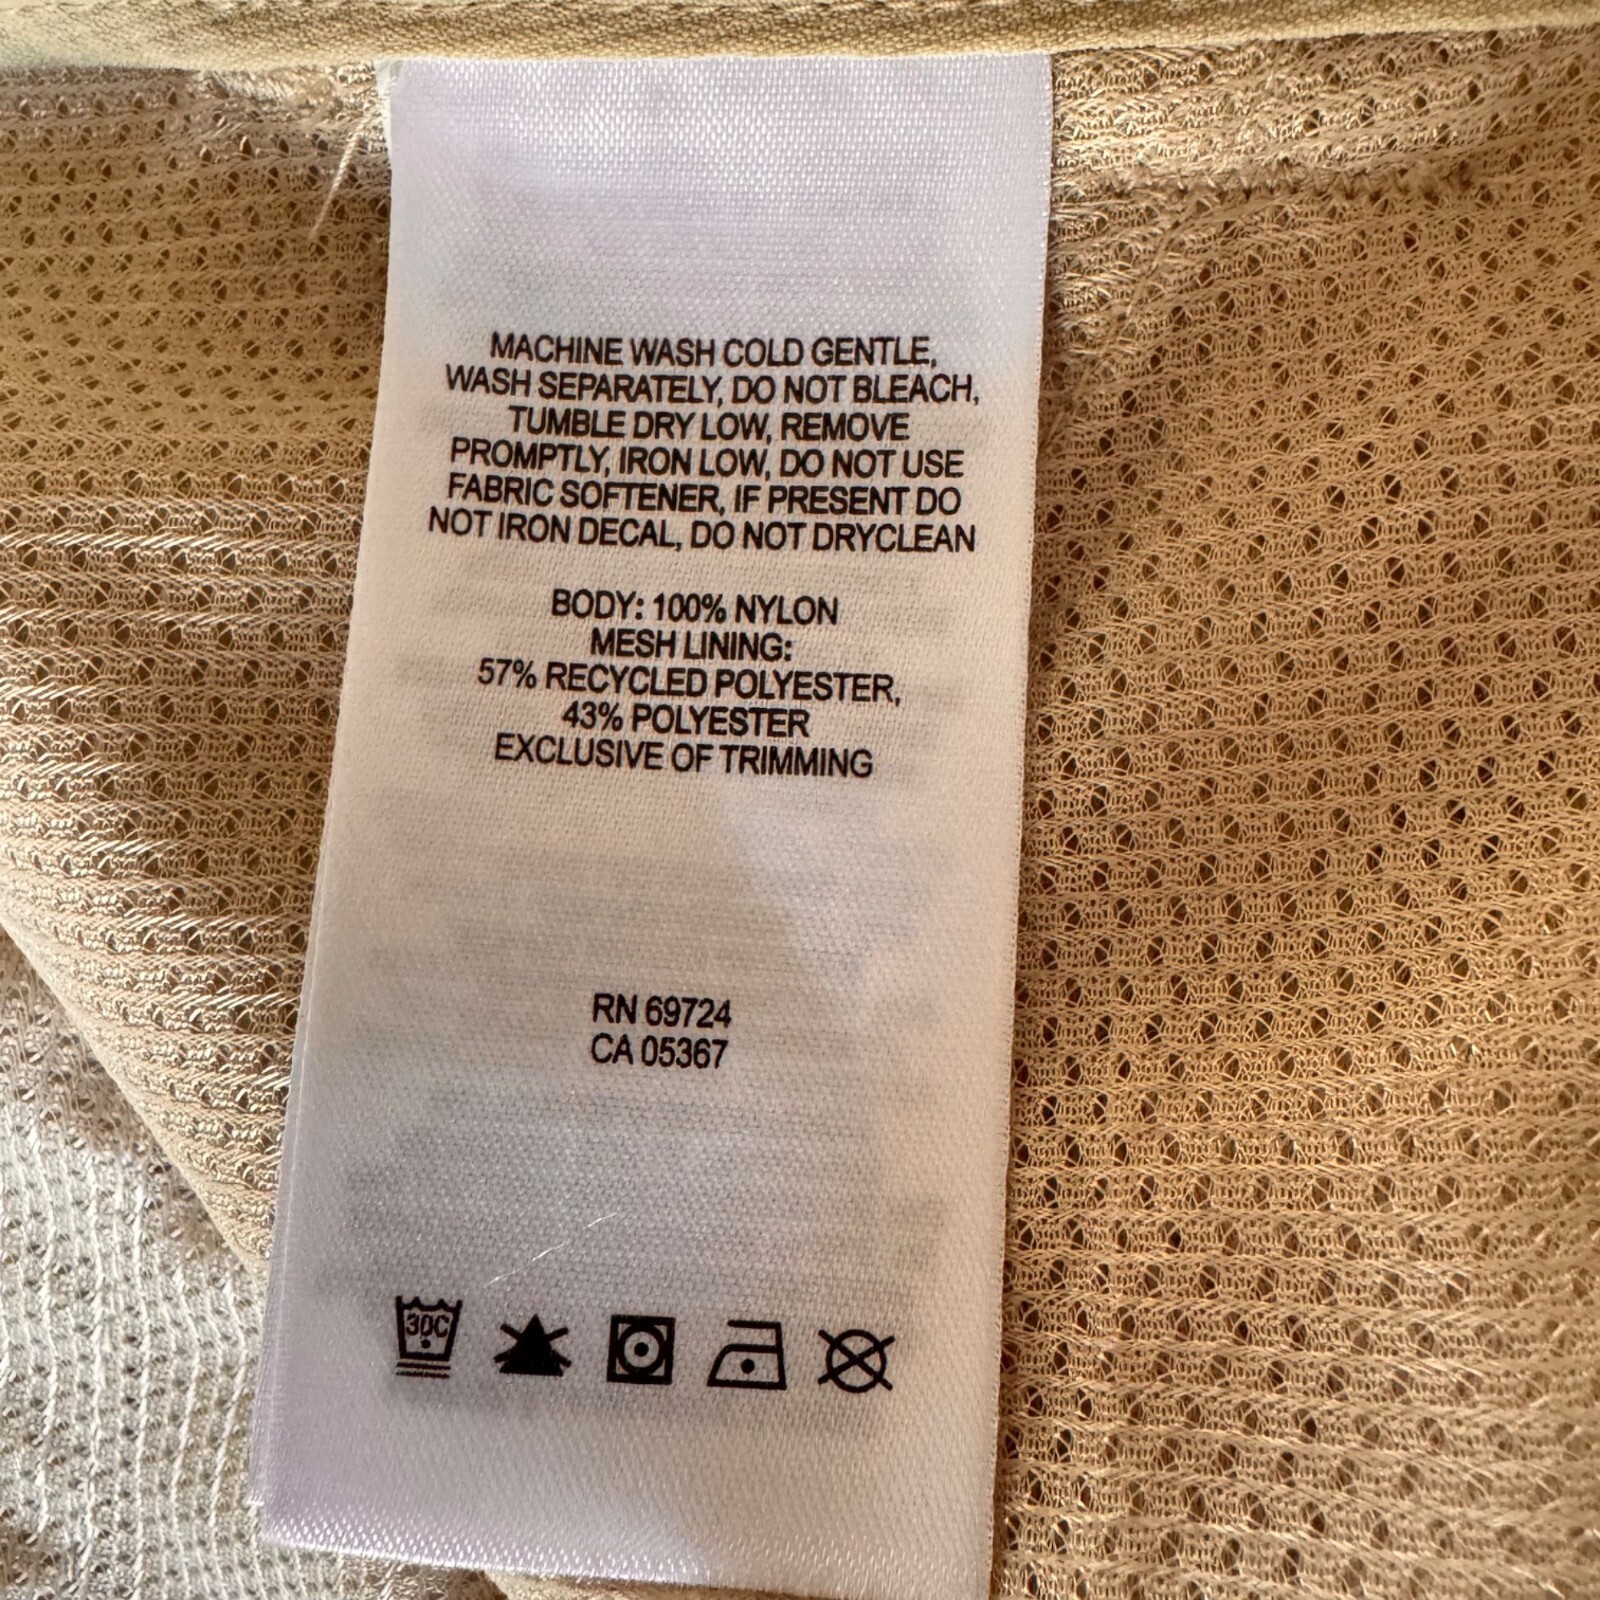 MACHINE WASH COLD GENTLE,
WASH SEPARATELY, DO NOT BLEACH,
TUMBLE DRY LOW, REMOVE
PROMPTLY, IRON LOW, DO NOT USE
FABRIC SOFTENER, IF PRESENT DO
NOT IRON DECAL, DO NOT DRYCLEAN
BODY: 100% NYLON
MESH LINING:
57% RECYCLED POLYESTER,
43% POLYESTER
EXCLUSIVE OF TRIMMING
RN 69724
CA 05367
30C